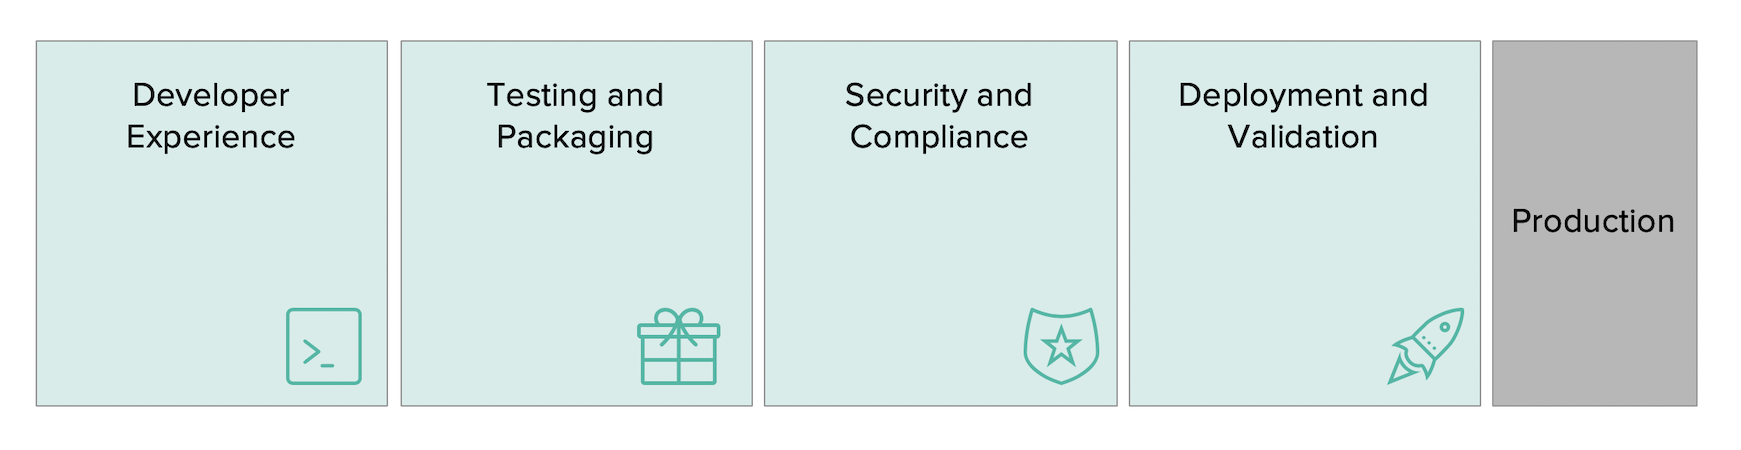 Developer
Experience
Testing and
Packaging
Security and
Compliance
Deployment and
Validation
Production